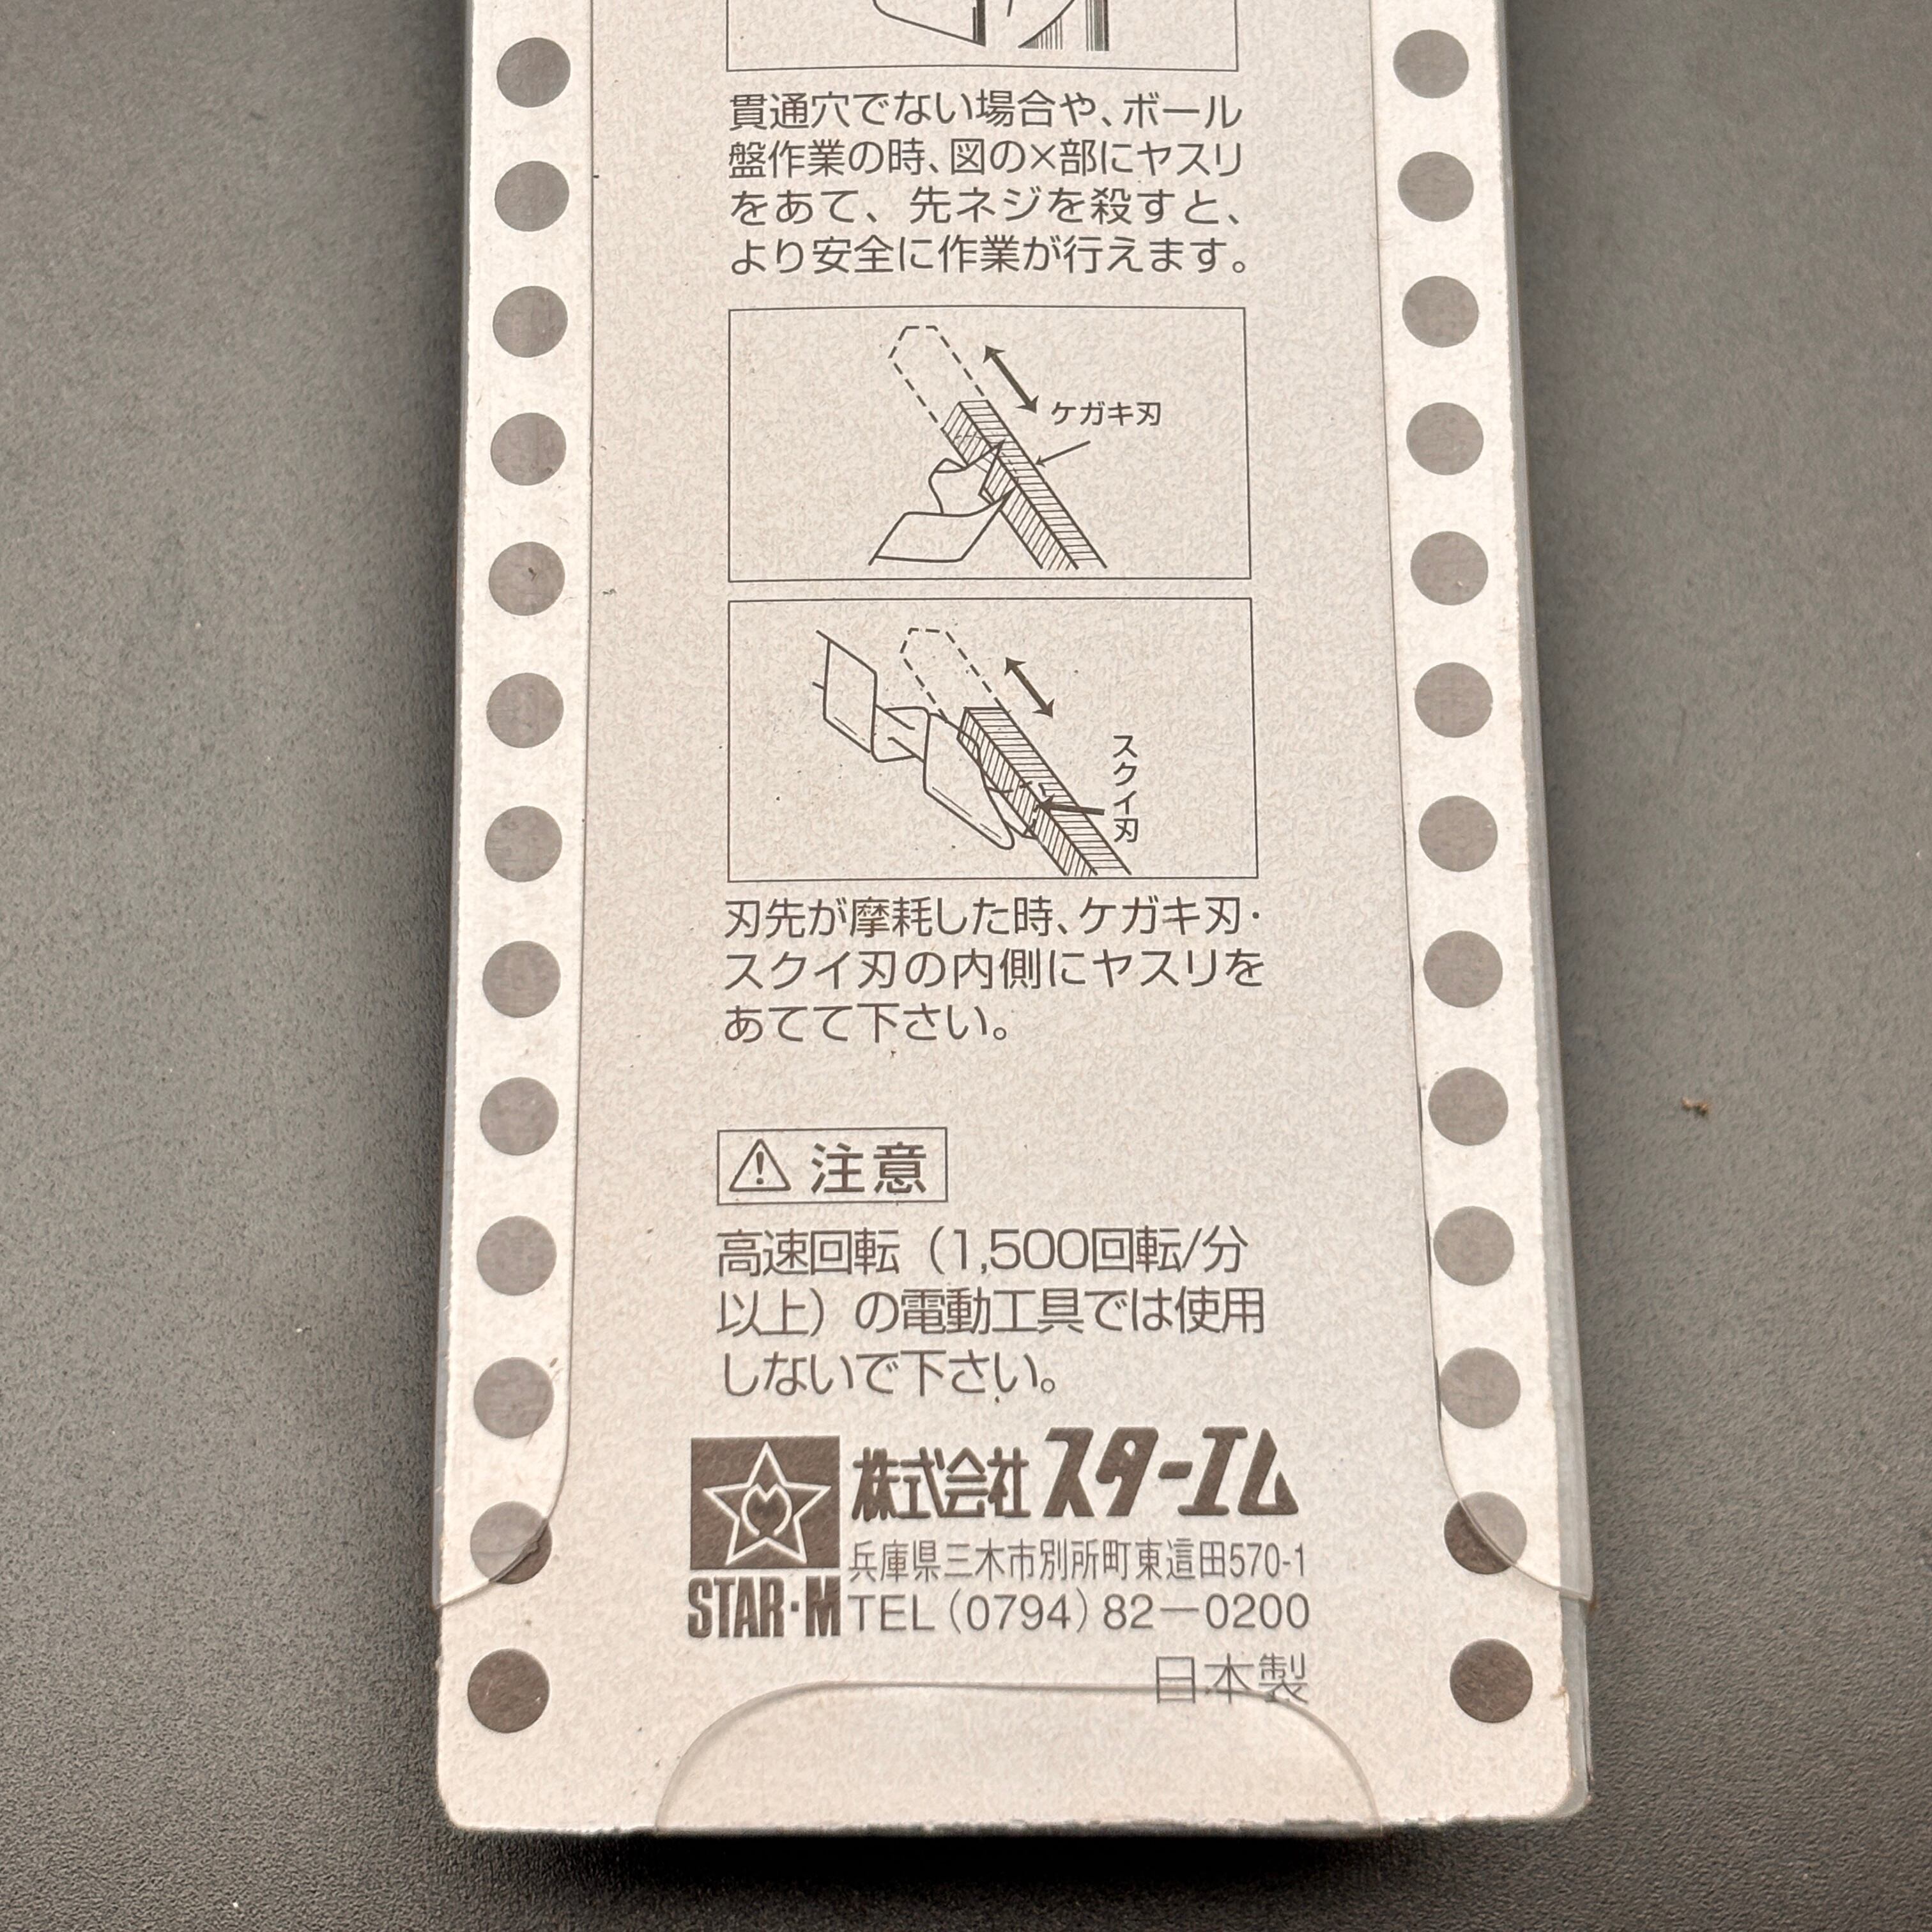 貫通穴でない場合や、ボール
盤作業の時、図の×部にヤスリ
をあて、先ネジを殺すと、
より安全に作業が行えます。
ケガキ刃
スクイ刃
刃先が摩耗した時、ケガキ刃・
スクイ刃の内側にヤスリを
あてて下さい。
⚠ 注意
高速回転（1,500回転/分
以上）の電動工具では使用
しないで下さい。
株式会社スターエム
兵庫県三木市別所町東這田570-1
STAR・M
TEL（0794）82―0200
日本製